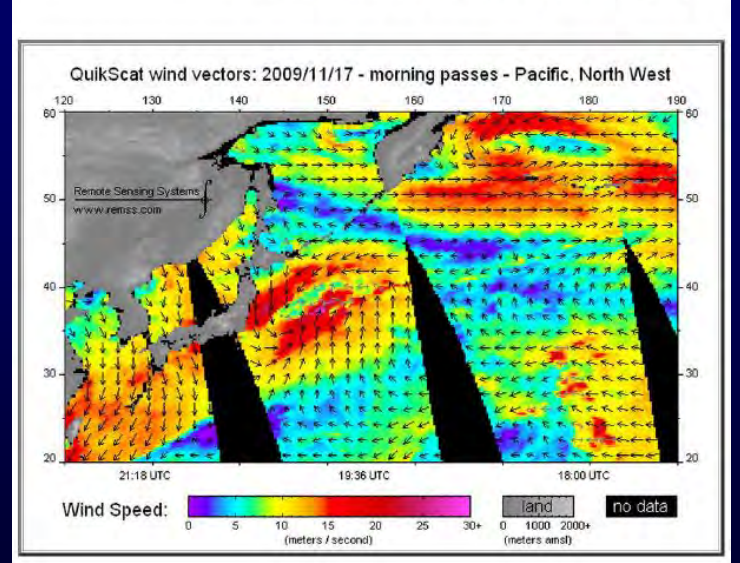 QuikScat wind vectors: 2009/11/17 - morning passes - Pacific, North West
120 130 140 150 160 170 180 190
60 60
Remote Sensing Systems
www.remss.com
50 50
40 40
30 30
20 20
21:18 UTC 19:36 UTC 18:00 UTC
Wind Speed: land no data
0 5 10 15 20 25 30+ 0 1000 2000+
(meters / second) (meters amsl)